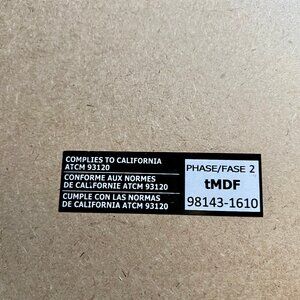 COMPLIES TO CALIFORNIA
ATCM 93120
CONFORME AUX NORMES
DE CALIFORNIE ATCM 93120
CUMPLE CON LAS NORMAS
DE CALIFORNIA ATCM 93120
PHASE/FASE 2
tMDF
98143-1610